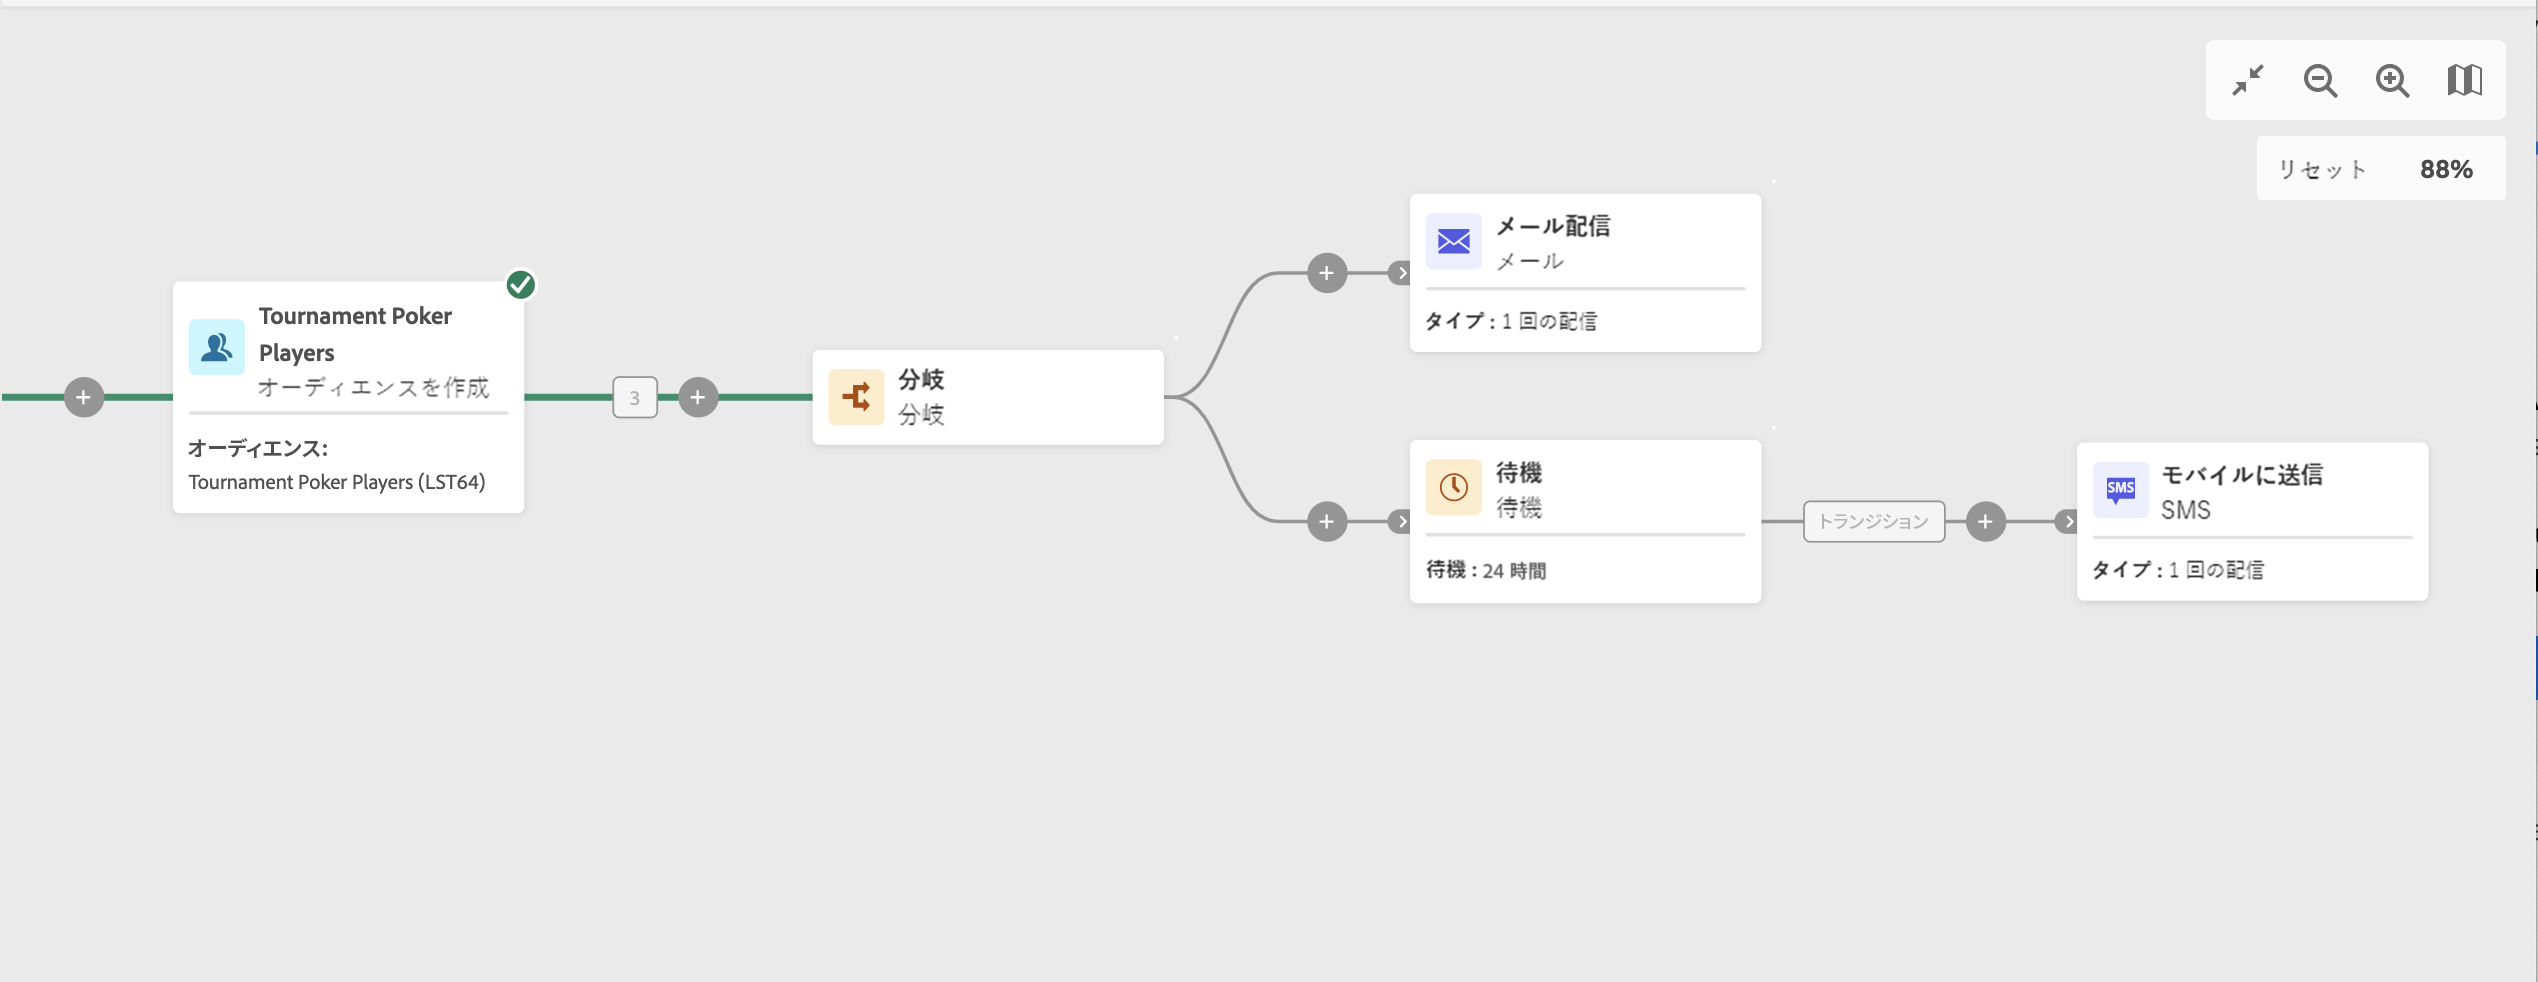 リセット 88%
Tournament Poker
Players
オーディエンスを作成
オーディエンス:
Tournament Poker Players (LST64)
3
分岐
分岐
メール配信
メール
タイプ : 1 回の配信
待機
待機
待機 : 24 時間
トランジション
モバイルに送信
SMS
SMS
タイプ : 1 回の配信